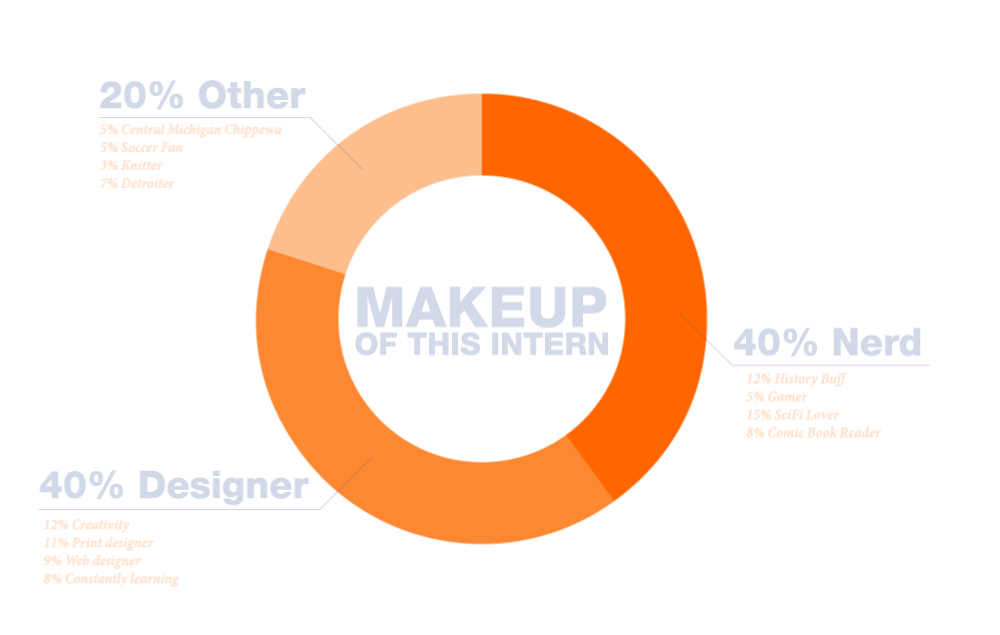 20% Other
5% Central Michigan Chippewa
5% Soccer Fan
3% Knitter
7% Detroiter
MAKEUP
OF THIS INTERN
40% Nerd
12% History Buff
5% Gamer
15% SciFi Lover
8% Comic Book Reader
40% Designer
12% Creativity
11% Print designer
9% Web designer
8% Constantly learning